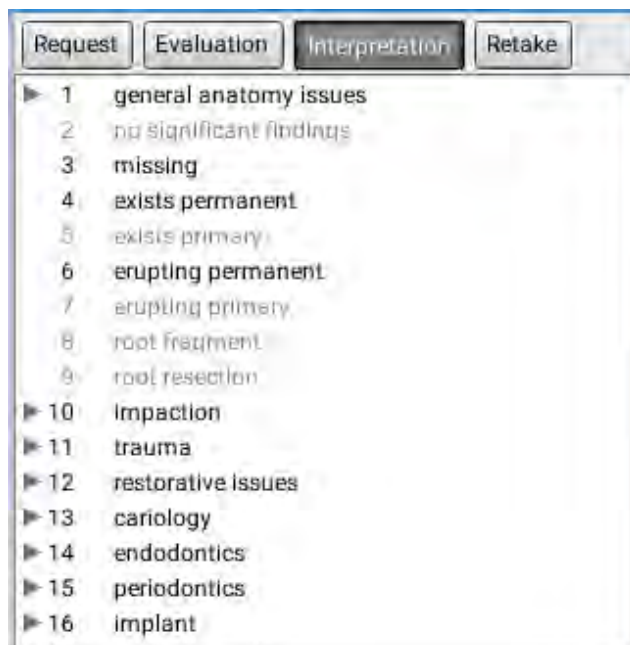 Request Evaluation Interpretation Retake
1 general anatomy issues
2 no significant findings
3 missing
4 exists permanent
5 exists primary
6 erupting permanent
7 erupting primary
8 root fragment
9 root resection
10 impaction
11 trauma
12 restorative issues
13 cariology
14 endodontics
15 periodontics
16 implant